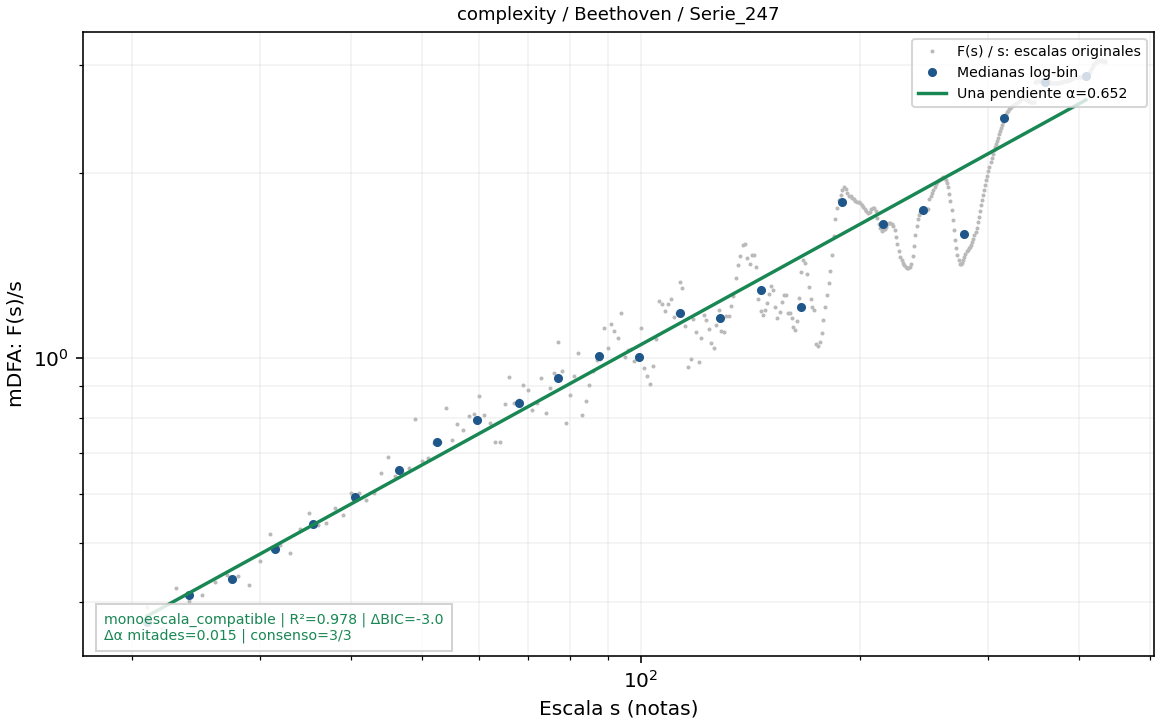 complexity / Beethoven / Serie_247
F(s) / s: escalas originales
Medianas log-bin
Una pendiente α=0.652
mDFA: F(s)/s
10⁰
monoescala_compatible | R²=0.978 | ΔBIC=-3.0
Δα mitades=0.015 | consenso=3/3
10²
Escala s (notas)